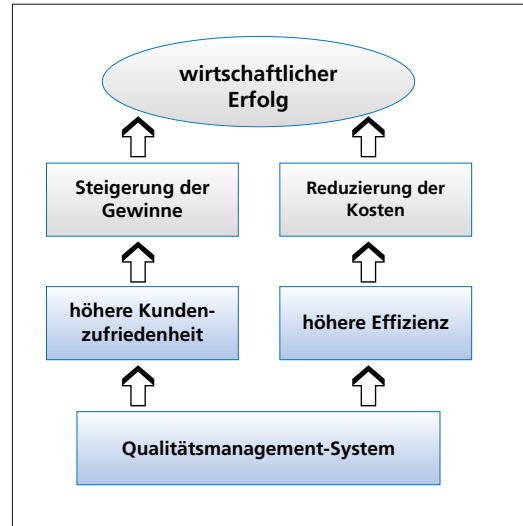 wirtschaftlicher
Erfolg
Steigerung der
Gewinne
Reduzierung der
Kosten
höhere Kunden-
zufriedenheit
höhere Effizienz
Qualitätsmanagement-System